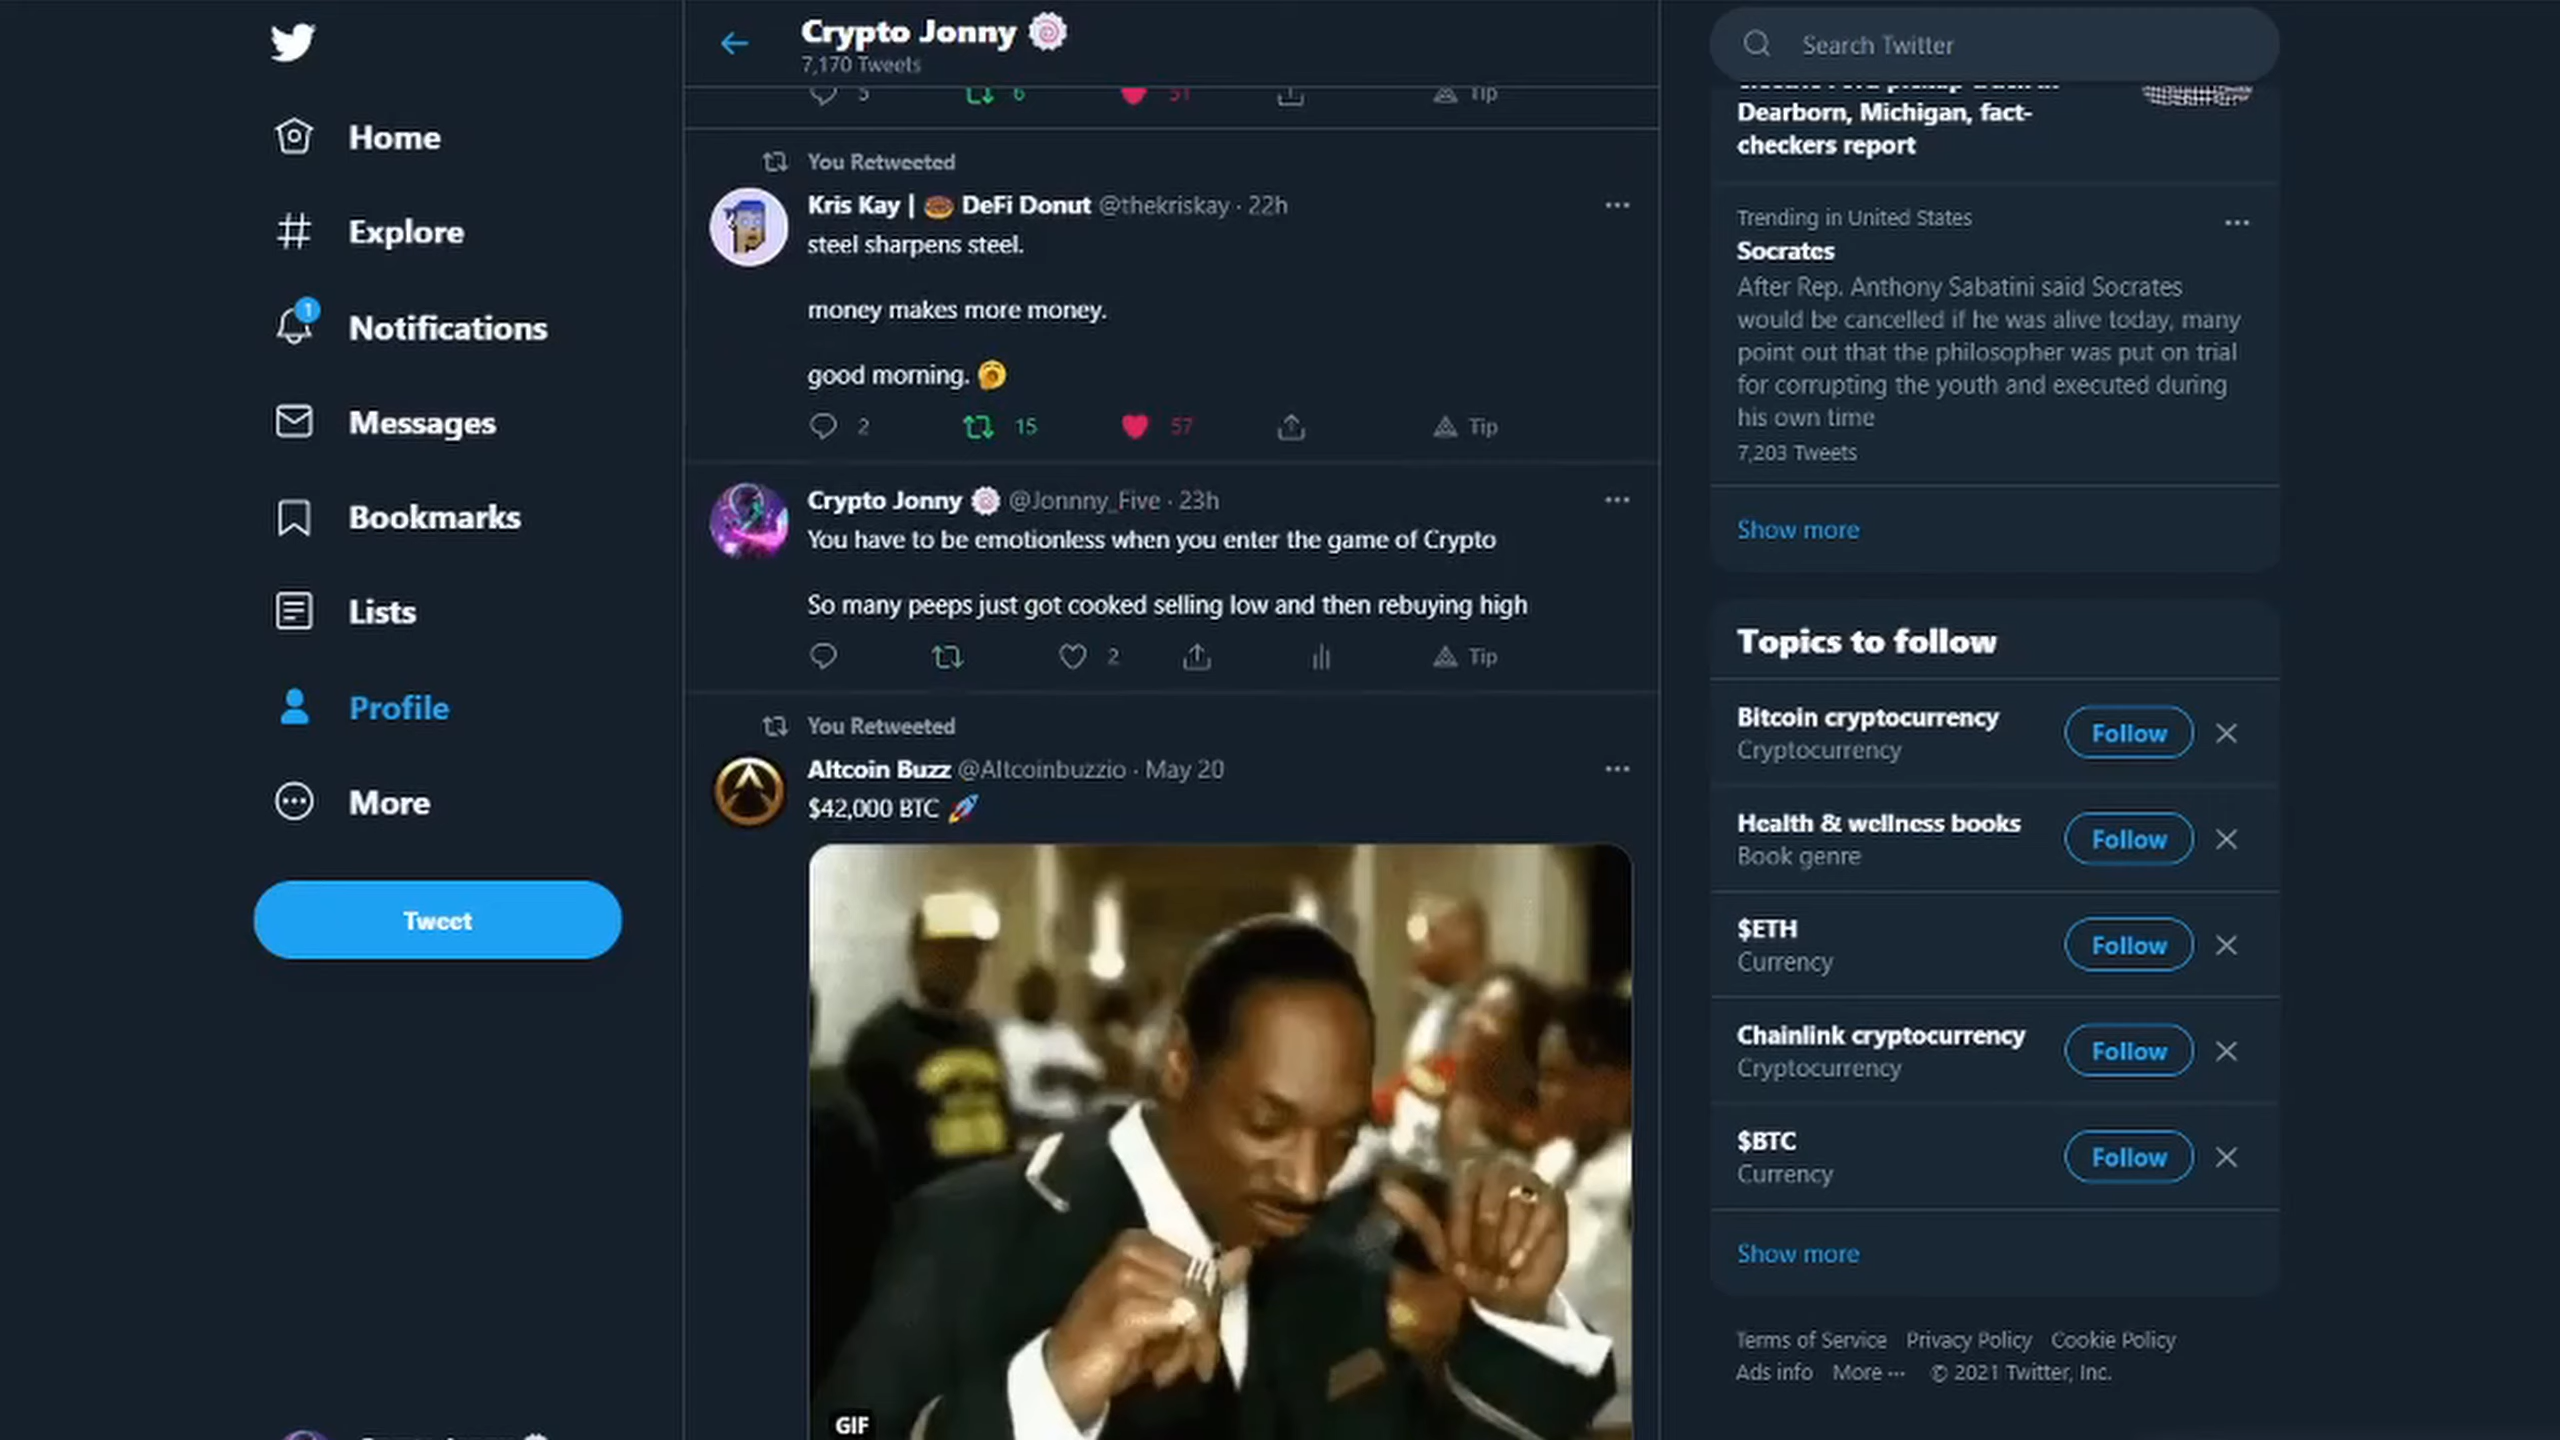 Home
Explore
1
Notifications
Messages
Bookmarks
Lists
Profile
More
Tweet
Crypto Jonny
7,170 Tweets
5 6 51 Tip
You Retweeted
Kris Kay | 🍩 DeFi Donut @thekriskay · 22h
steel sharpens steel.
money makes more money.
good morning. 🥱
2 15 57 Tip
Crypto Jonny 🍥 @Jonnny_Five · 23h
You have to be emotionless when you enter the game of Crypto
So many peeps just got cooked selling low and then rebuying high
2 Tip
You Retweeted
Altcoin Buzz @Altcoinbuzzio · May 20
$42,000 BTC 🚀
GIF
Search Twitter
Dearborn, Michigan, fact-
checkers report
Trending in United States
Socrates
After Rep. Anthony Sabatini said Socrates
would be cancelled if he was alive today, many
point out that the philosopher was put on trial
for corrupting the youth and executed during
his own time
7,203 Tweets
Show more
Topics to follow
Bitcoin cryptocurrency
Cryptocurrency
Follow
Health & wellness books
Book genre
Follow
$ETH
Currency
Follow
Chainlink cryptocurrency
Cryptocurrency
Follow
$BTC
Currency
Follow
Show more
Terms of Service Privacy Policy Cookie Policy
Ads info More ··· © 2021 Twitter, Inc.